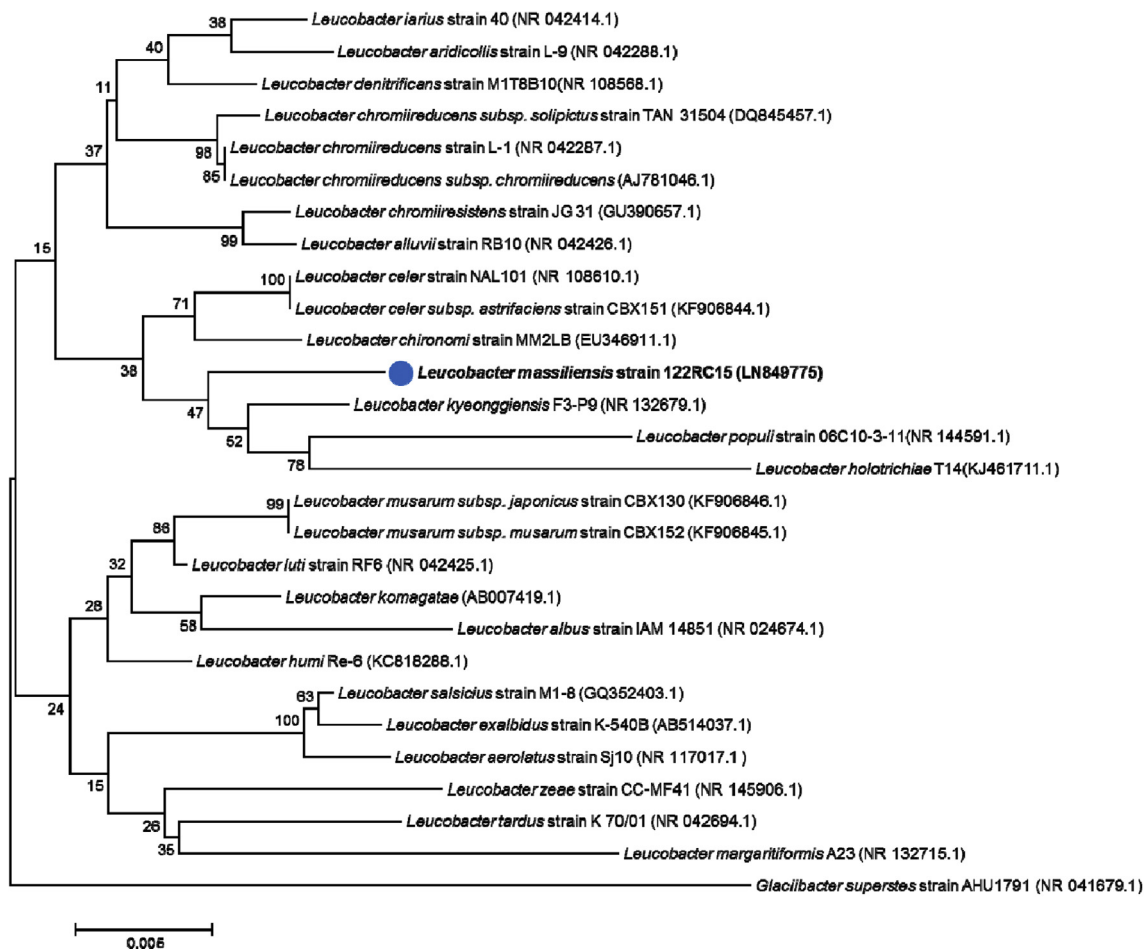 38
Leucobacter iarius strain 40 (NR 042414.1)
40
Leucobacter aridicollis strain L-9 (NR 042288.1)
11
Leucobacter denitrificans strain M1T8B10(NR 108568.1)
Leucobacter chromiireducens subsp. solipictus strain TAN 31504 (DQ845457.1)
37
98
Leucobacter chromiireducens strain L-1 (NR 042287.1)
85
Leucobacter chromiireducens subsp. chromiireducens (AJ781046.1)
Leucobacter chromiiresistens strain JG 31 (GU390657.1)
15
99
Leucobacter alluvii strain RB10 (NR 042426.1)
100
Leucobacter celer strain NAL101 (NR 108610.1)
71
Leucobacter celer subsp. astrifaciens strain CBX151 (KF906844.1)
Leucobacter chironomi strain MM2LB (EU346911.1)
38
Leucobacter massiliensis strain 122RC15 (LN849775)
47
Leucobacter kyeonggiensis F3-P9 (NR 132679.1)
52
Leucobacter populi strain 06C10-3-11(NR 144591.1)
78
Leucobacter holotrichiae T14(KJ461711.1)
99
Leucobacter musarum subsp. japonicus strain CBX130 (KF906846.1)
86
Leucobacter musarum subsp. musarum strain CBX152 (KF906845.1)
32
Leucobacter luti strain RF6 (NR 042425.1)
28
Leucobacter komagatae (AB007419.1)
58
Leucobacter albus strain IAM 14851 (NR 024674.1)
Leucobacter humi Re-6 (KC818288.1)
24
63
Leucobacter salsicius strain M1-8 (GQ352403.1)
100
Leucobacter exalbidus strain K-540B (AB514037.1)
Leucobacter aerolatus strain Sj10 (NR 117017.1)
15
Leucobacter zeae strain CC-MF41 (NR 145906.1)
26
Leucobacter tardus strain K 70/01 (NR 042694.1)
35
Leucobacter margaritiformis A23 (NR 132715.1)
Glaciibacter superstes strain AHU1791 (NR 041679.1)
0.005